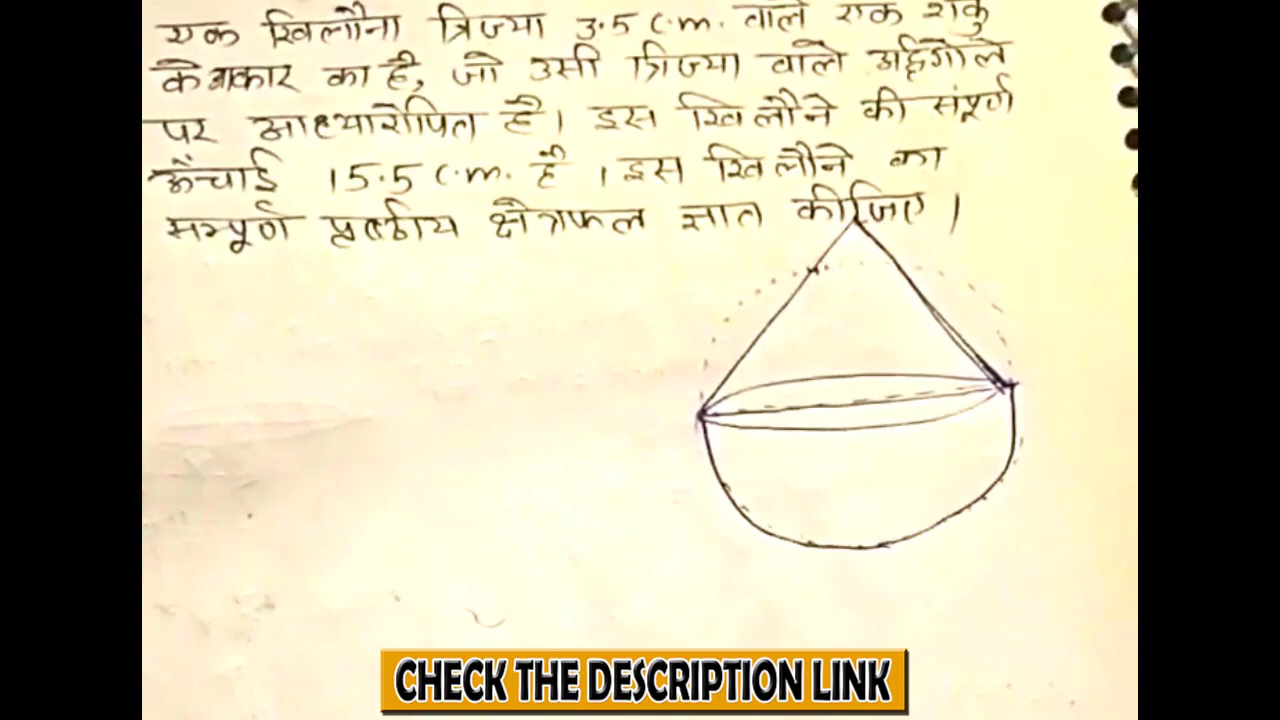 एक खिलौना त्रिज्या 3.5 c.m. वाले एक शंकु
के आकार का है, जो उसी त्रिज्या वाले अर्द्धगोले
पर अध्यारोपित है। इस खिलौने की संपूर्ण
ऊँचाई 15.5 c.m. है । इस खिलौने का
सम्पूर्ण पृष्ठीय क्षेत्रफल ज्ञात कीजिए ।
CHECK THE DESCRIPTION LINK